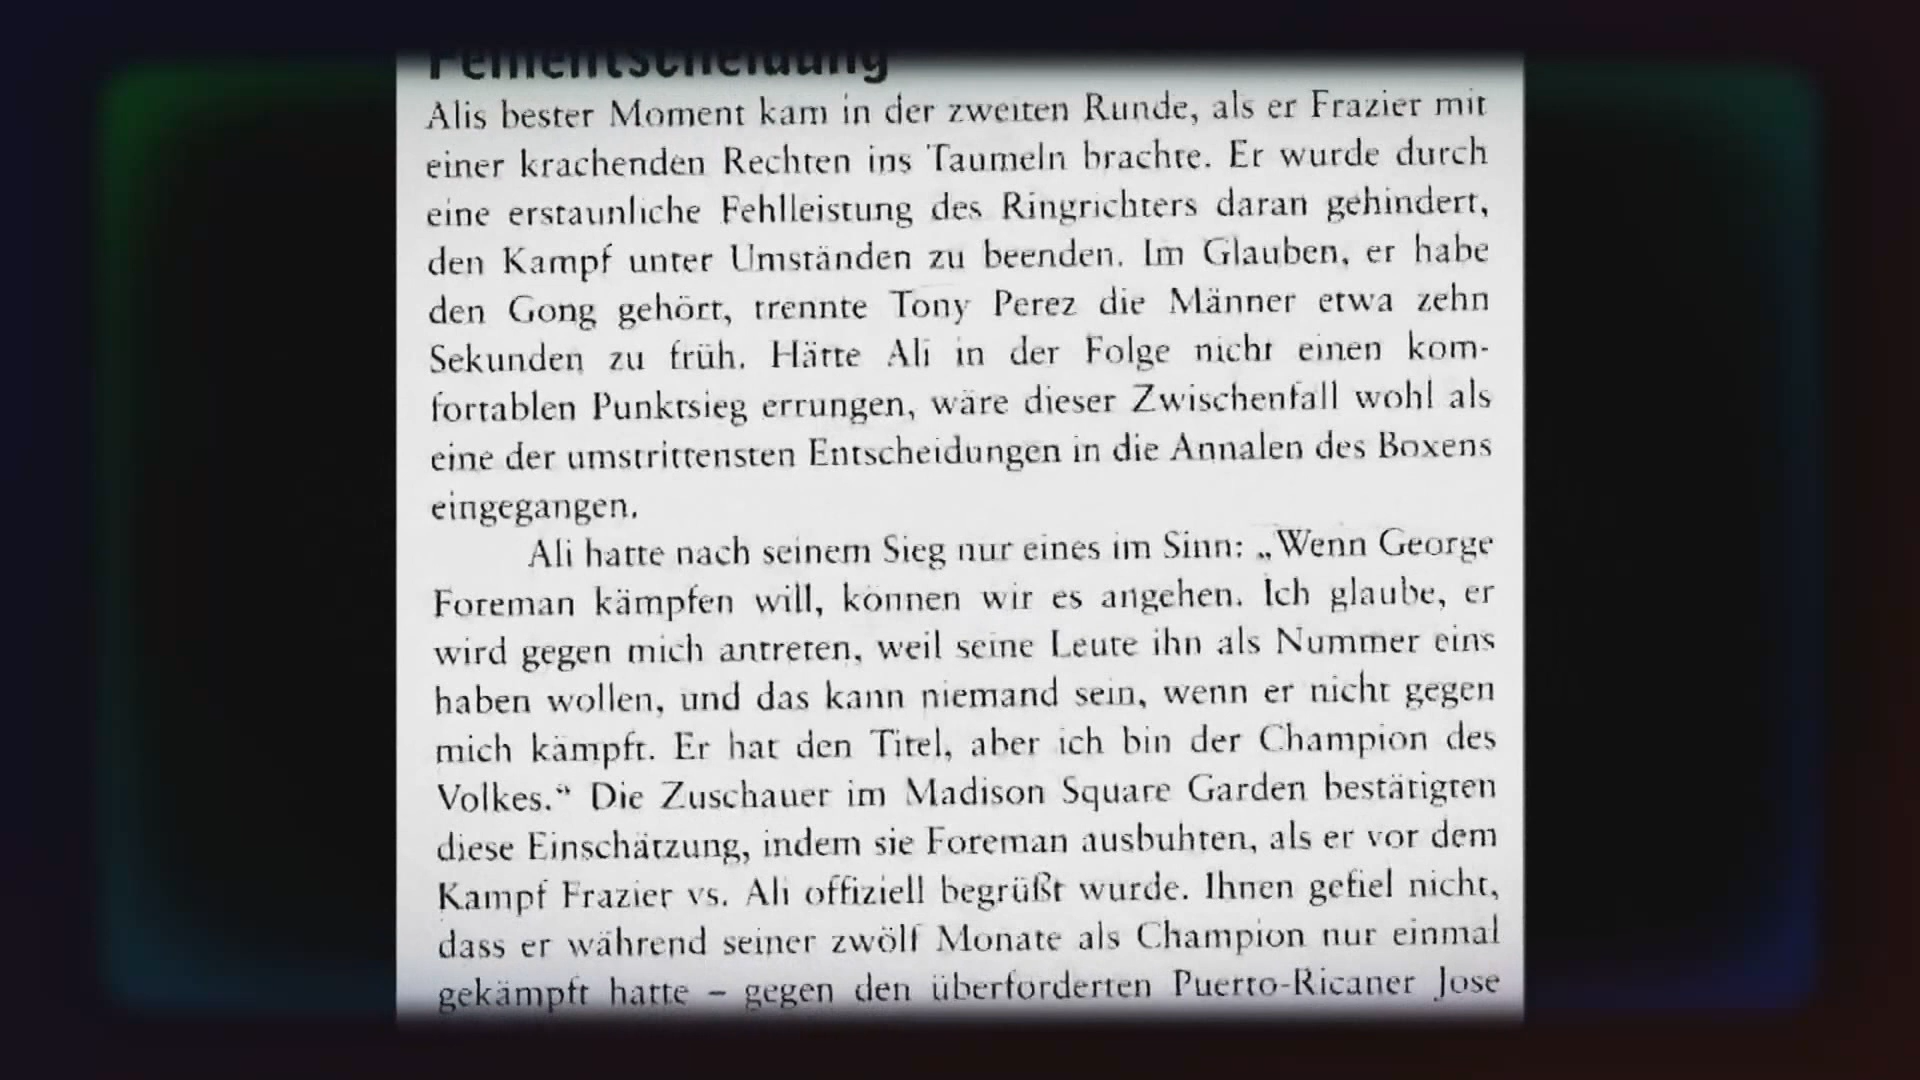 Fehlentscheidung
Alis bester Moment kam in der zweiten Runde, als er Frazier mit
einer krachenden Rechten ins Taumeln brachte. Er wurde durch
eine erstaunliche Fehlleistung des Ringrichters daran gehindert,
den Kampf unter Umständen zu beenden. Im Glauben, er habe
den Gong gehört, trennte Tony Perez die Männer etwa zehn
Sekunden zu früh. Hätte Ali in der Folge nicht einen kom-
fortablen Punktsieg errungen, wäre dieser Zwischenfall wohl als
eine der umstrittensten Entscheidungen in die Annalen des Boxens
eingegangen.
Ali hatte nach seinem Sieg nur eines im Sinn: „Wenn George
Foreman kämpfen will, können wir es angehen. Ich glaube, er
wird gegen mich antreten, weil seine Leute ihn als Nummer eins
haben wollen, und das kann niemand sein, wenn er nicht gegen
mich kämpft. Er hat den Titel, aber ich bin der Champion des
Volkes.“ Die Zuschauer im Madison Square Garden bestätigten
diese Einschätzung, indem sie Foreman ausbuhten, als er vor dem
Kampf Frazier vs. Ali offiziell begrüßt wurde. Ihnen gefiel nicht,
dass er während seiner zwölf Monate als Champion nur einmal
gekämpft hatte – gegen den überforderten Puerto-Ricaner Jose